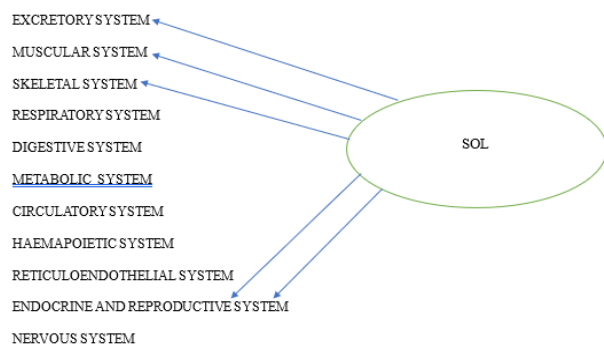 EXCRETORY SYSTEM
MUSCULAR SYSTEM
SKELETAL SYSTEM
RESPIRATORY SYSTEM
DIGESTIVE SYSTEM
METABOLIC SYSTEM
CIRCULATORY SYSTEM
HAEMAPOIETIC SYSTEM
RETICULOENDOTHELIAL SYSTEM
ENDOCRINE AND REPRODUCTIVE SYSTEM
NERVOUS SYSTEM
SOL